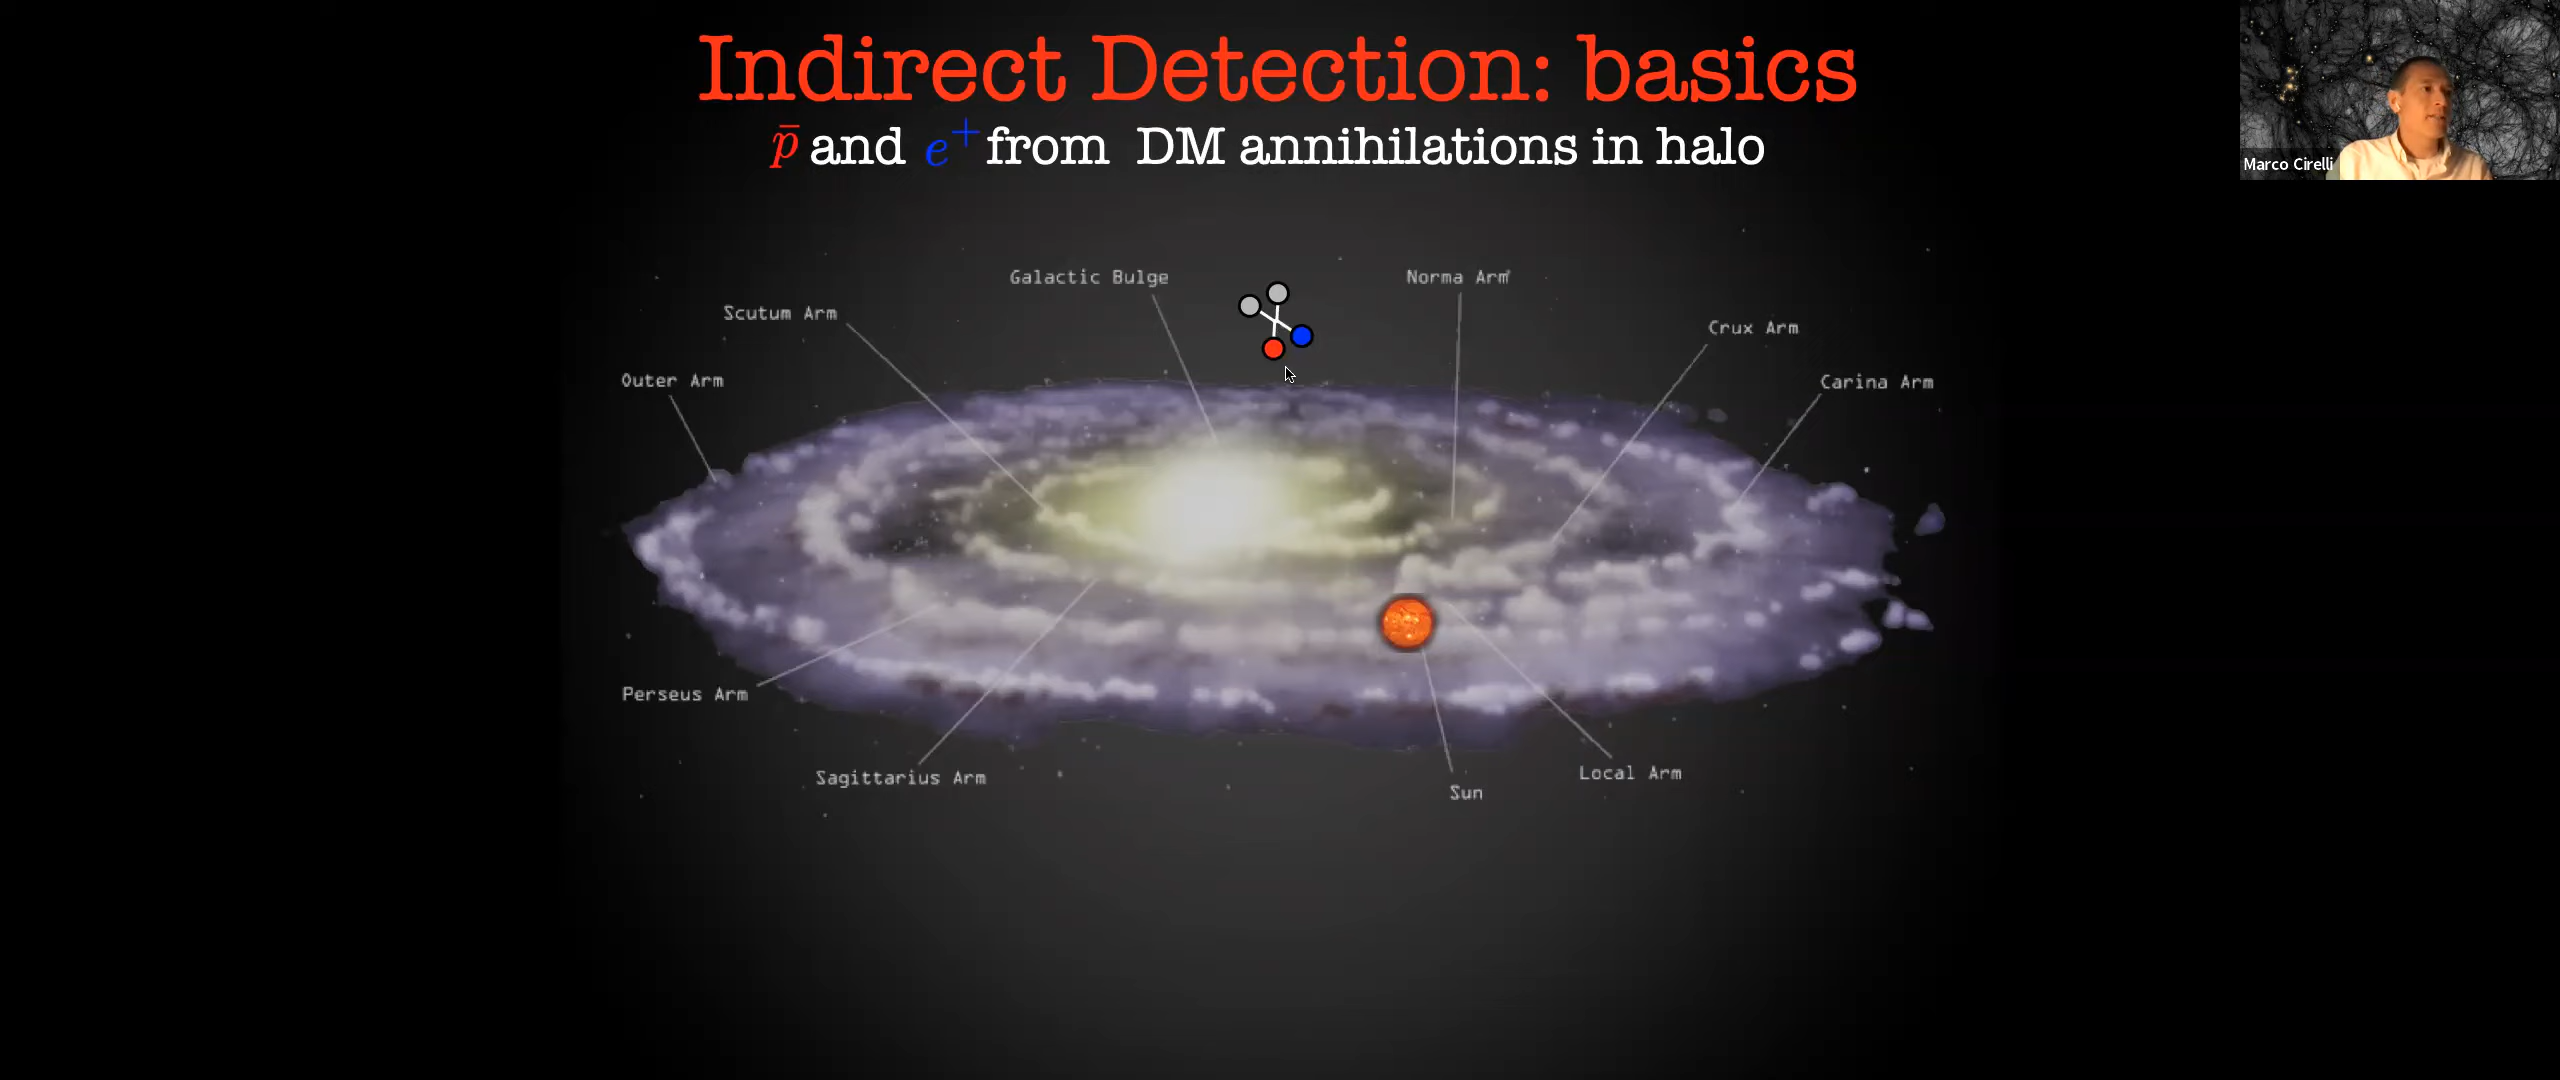 Indirect Detection: basics
p̄ and e⁺ from DM annihilations in halo
Marco Cirelli
Galactic Bulge
Norma Arm
Scutum Arm
Crux Arm
Outer Arm
Carina Arm
Perseus Arm
Sagittarius Arm
Local Arm
Sun